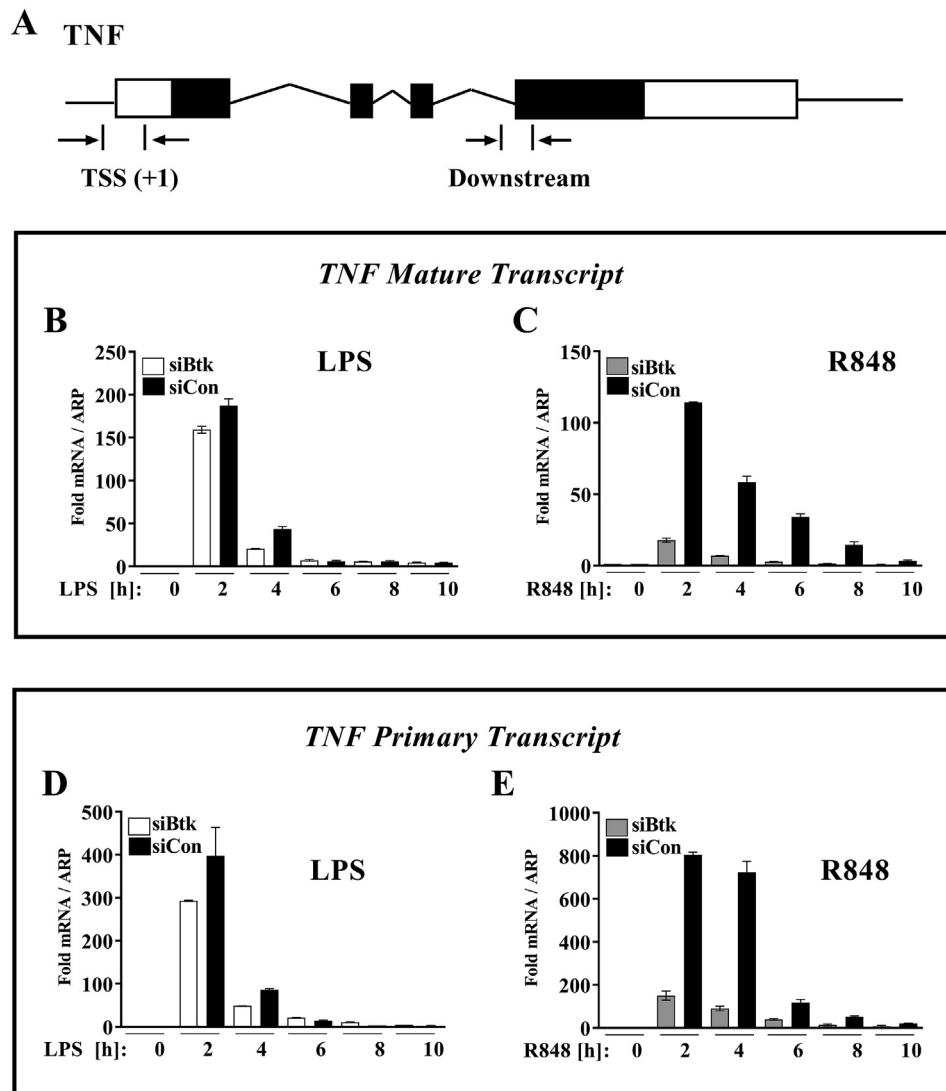 A
TNF
TSS (+1)
Downstream
TNF Mature Transcript
B
LPS
siBtk
siCon
Fold mRNA / ARP
250
200
150
100
50
0
LPS [h]: 0 2 4 6 8 10
C
R848
siBtk
siCon
Fold mRNA / ARP
150
100
50
0
R848 [h]: 0 2 4 6 8 10
TNF Primary Transcript
D
LPS
siBtk
siCon
Fold mRNA / ARP
500
400
300
200
100
0
LPS [h]: 0 2 4 6 8 10
E
R848
siBtk
siCon
Fold mRNA / ARP
1000
800
600
400
200
0
R848 [h]: 0 2 4 6 8 10